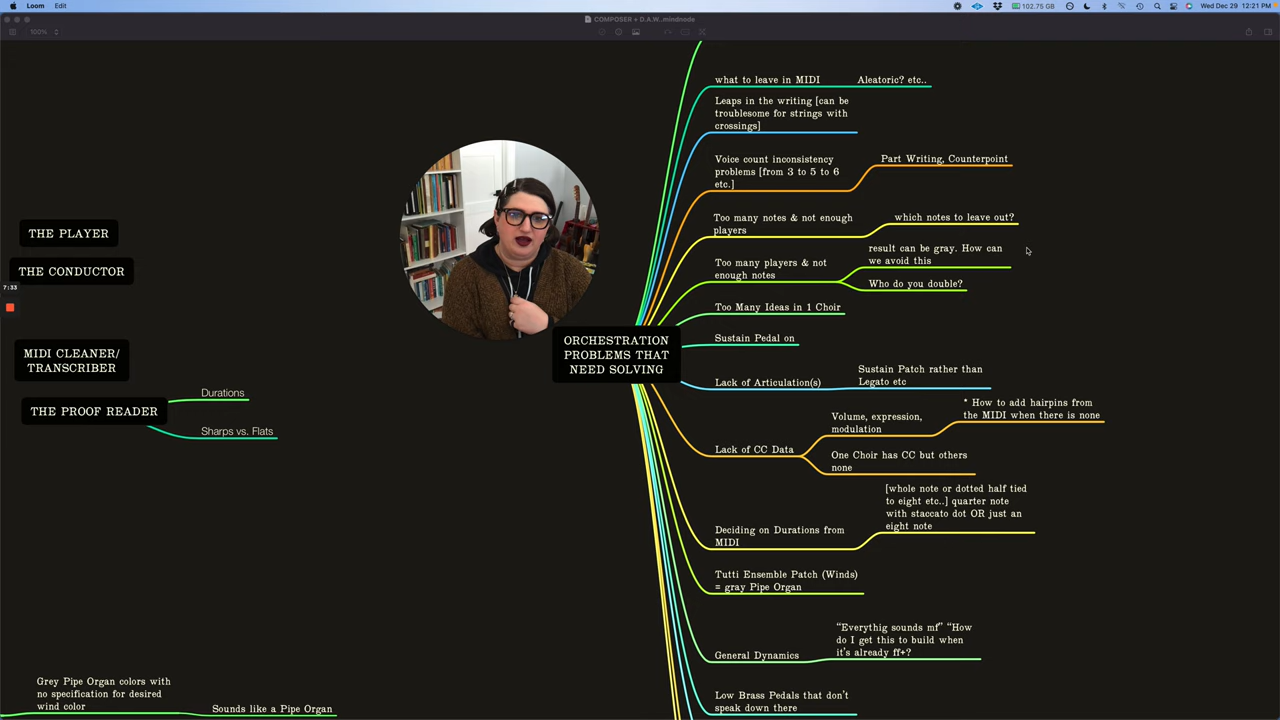 Loom Edit
102.75 GB
Wed Dec 29 12:21 PM
COMPOSER + D.A.W..mindnode
100%
what to leave in MIDI
Aleatoric? etc..
Leaps in the writing [can be
troublesome for strings with
crossings]
Voice count inconsistency
problems [from 3 to 5 to 6
etc.]
Part Writing, Counterpoint
Too many notes & not enough
players
which notes to leave out?
Too many players & not
enough notes
result can be gray. How can
we avoid this
Who do you double?
Too Many Ideas in 1 Choir
Sustain Pedal on
Lack of Articulation(s)
Sustain Patch rather than
Legato etc
Lack of CC Data
Volume, expression,
modulation
* How to add hairpins from
the MIDI when there is none
One Choir has CC but others
none
Deciding on Durations from
MIDI
[whole note or dotted half tied
to eight etc..] quarter note
with staccato dot OR just an
eight note
Tutti Ensemble Patch (Winds)
= gray Pipe Organ
General Dynamics
“Everythig sounds mf” “How
do I get this to build when
it’s already ff+?
Low Brass Pedals that don’t
speak down there
ORCHESTRATION
PROBLEMS THAT
NEED SOLVING
THE PLAYER
THE CONDUCTOR
7:33
MIDI CLEANER/
TRANSCRIBER
THE PROOF READER
Durations
Sharps vs. Flats
Grey Pipe Organ colors with
no specification for desired
wind color
Sounds like a Pipe Organ